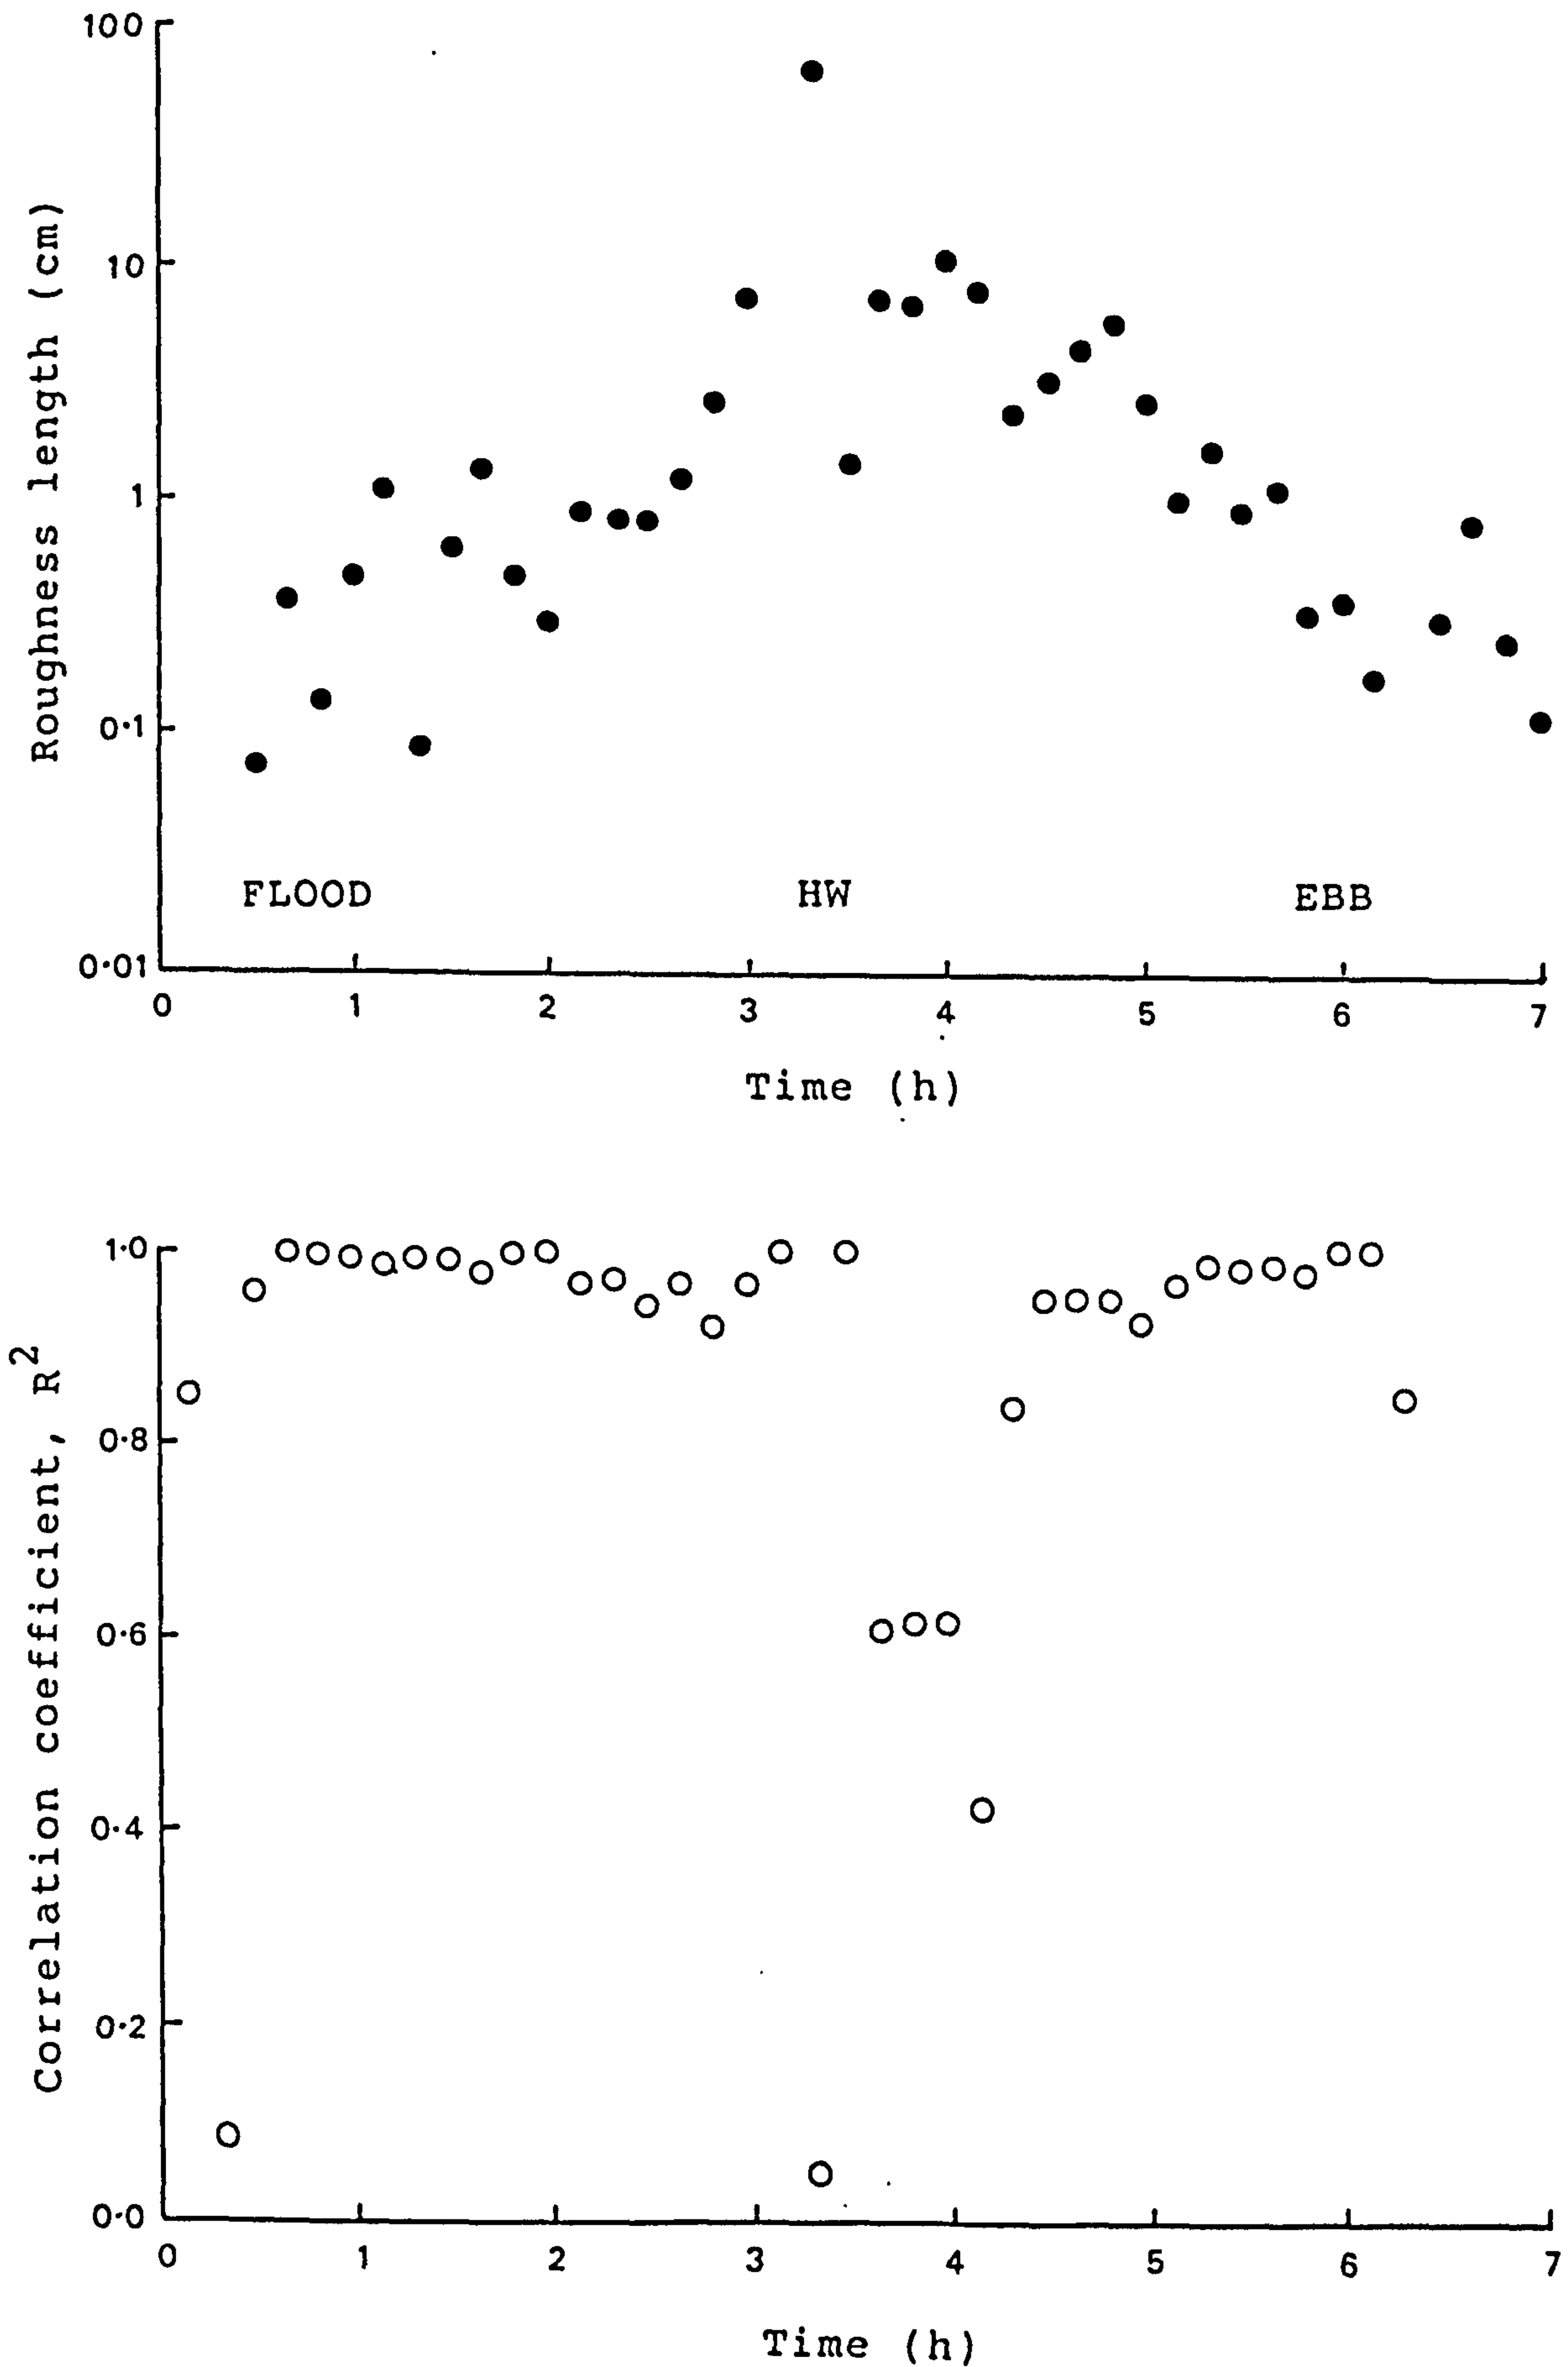 100
10
1
0·1
0·01
Roughness length (cm)
FLOOD HW EBB
0 1 2 3 4 5 6 7
Time (h)
1·0
0·8
0·6
0·4
0·2
0·0
Correlation coefficient, R²
0 1 2 3 4 5 6 7
Time (h)